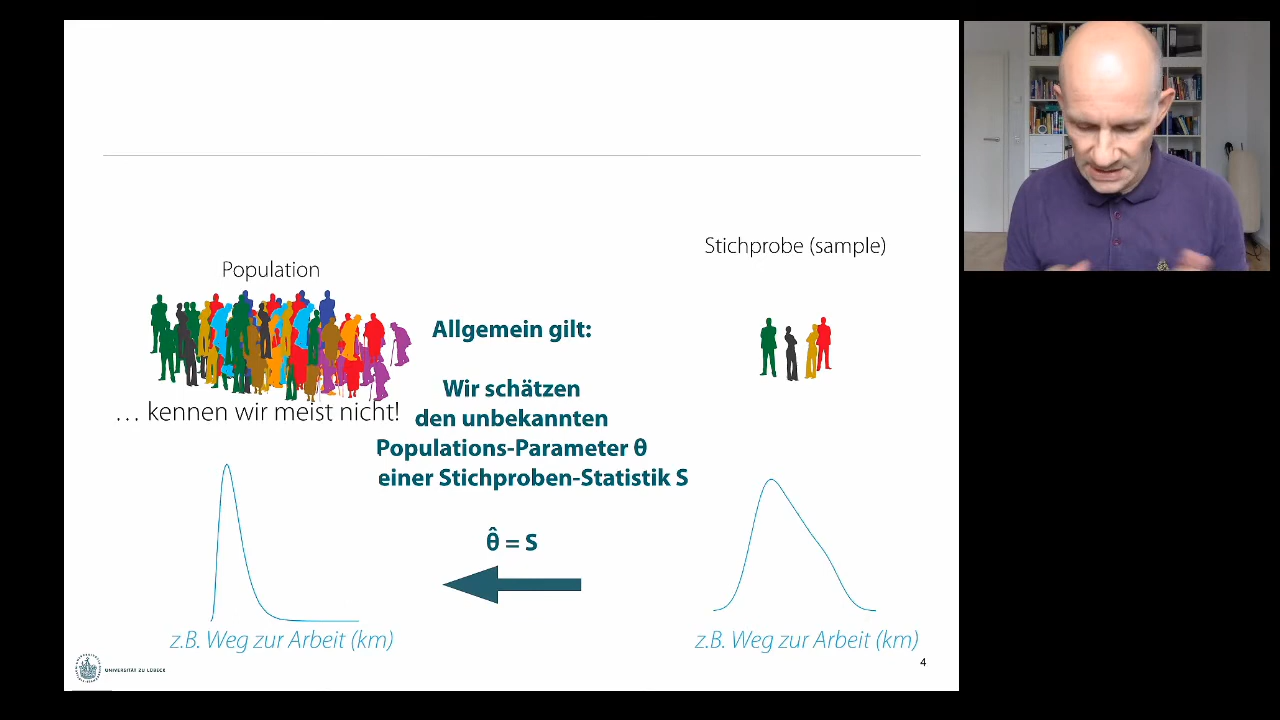 Stichprobe (sample)
Population
Allgemein gilt:
Wir schätzen
den unbekannten
Populations-Parameter θ
einer Stichproben-Statistik S
… kennen wir meist nicht!
θ̂ = S
z.B. Weg zur Arbeit (km)
z.B. Weg zur Arbeit (km)
UNIVERSITÄT ZU LÜBECK
4